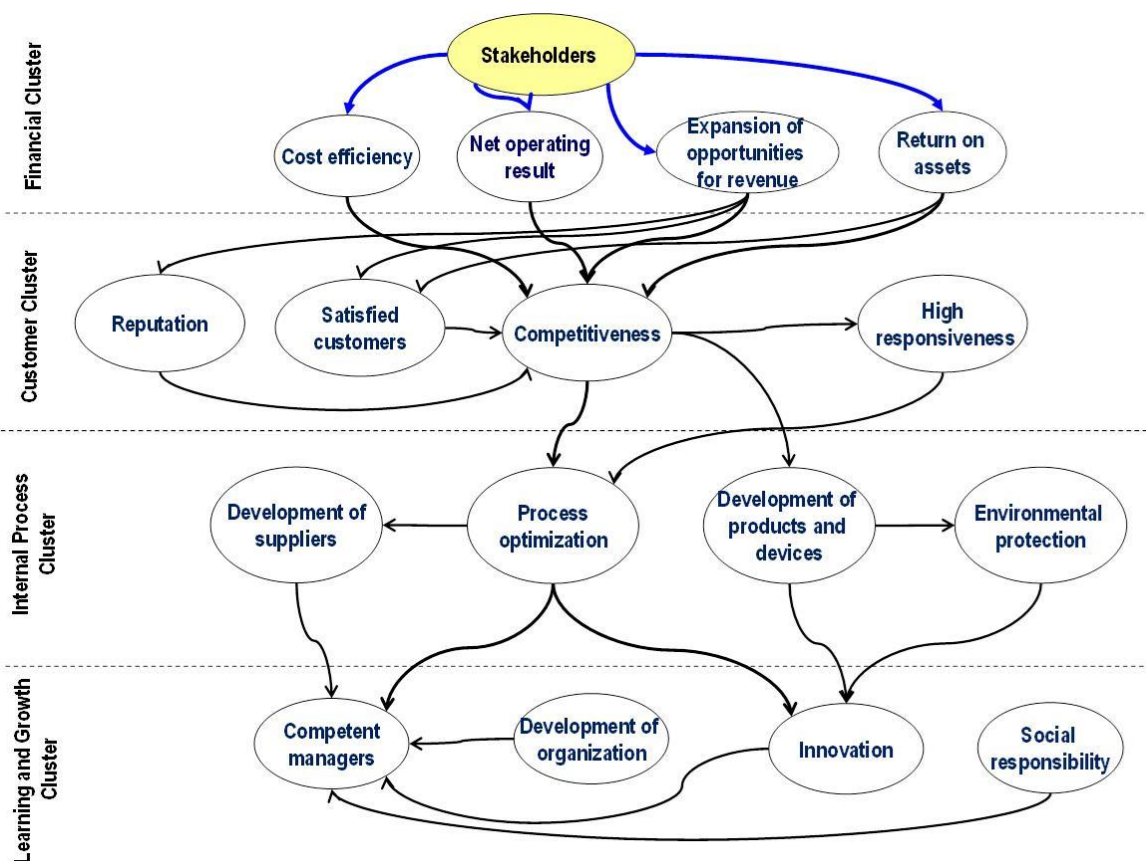 Financial Cluster
Stakeholders
Cost efficiency
Net operating
result
Expansion of
opportunities
for revenue
Return on
assets
Customer Cluster
Reputation
Satisfied
customers
Competitiveness
High
responsiveness
Internal Process
Cluster
Development of
suppliers
Process
optimization
Development of
products and
devices
Environmental
protection
Learning and Growth
Cluster
Competent
managers
Development of
organization
Innovation
Social
responsibility